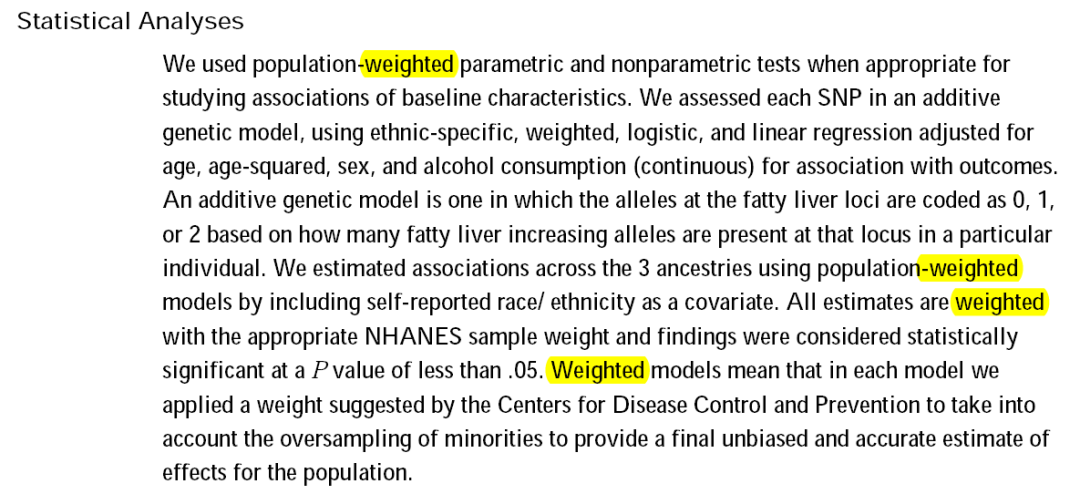 Statistical Analyses
We used population-weighted parametric and nonparametric tests when appropriate for
studying associations of baseline characteristics. We assessed each SNP in an additive
genetic model, using ethnic-specific, weighted, logistic, and linear regression adjusted for
age, age-squared, sex, and alcohol consumption (continuous) for association with outcomes.
An additive genetic model is one in which the alleles at the fatty liver loci are coded as 0, 1,
or 2 based on how many fatty liver increasing alleles are present at that locus in a particular
individual. We estimated associations across the 3 ancestries using population-weighted
models by including self-reported race/ ethnicity as a covariate. All estimates are weighted
with the appropriate NHANES sample weight and findings were considered statistically
significant at a P value of less than .05. Weighted models mean that in each model we
applied a weight suggested by the Centers for Disease Control and Prevention to take into
account the oversampling of minorities to provide a final unbiased and accurate estimate of
effects for the population.